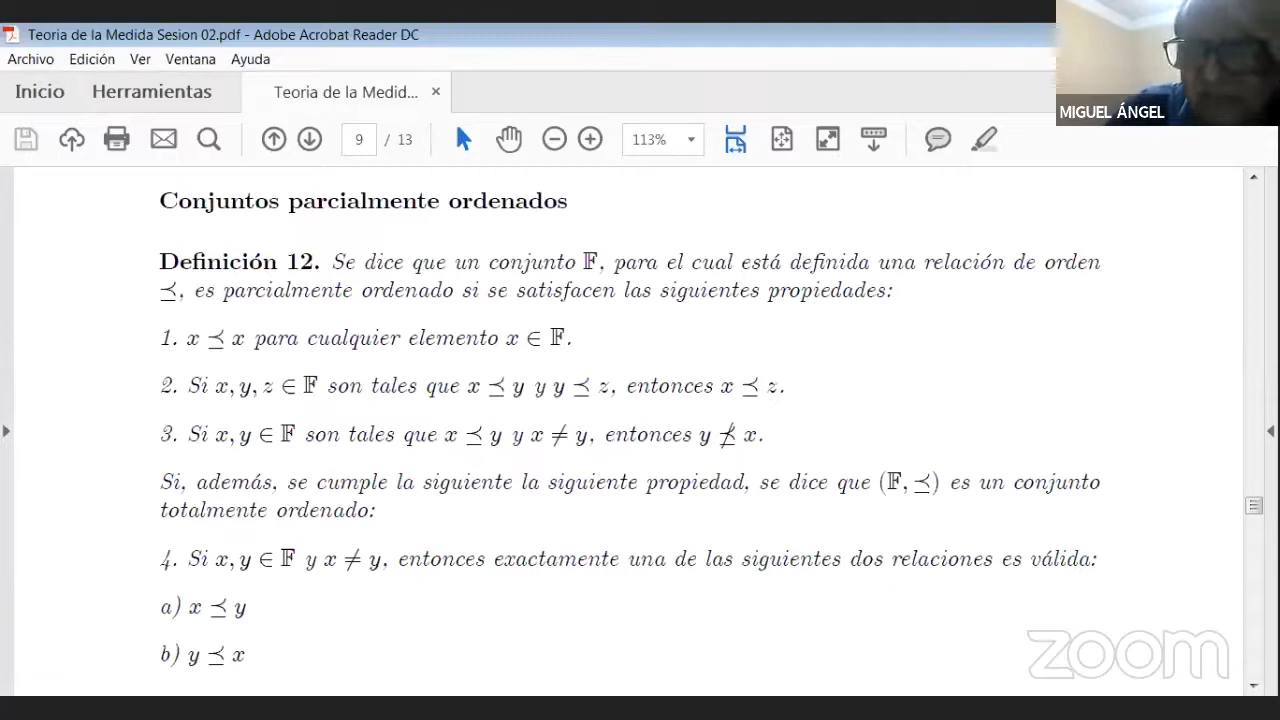 Teoria de la Medida Sesion 02.pdf - Adobe Acrobat Reader DC
Archivo Edición Ver Ventana Ayuda
Inicio Herramientas Teoria de la Medid... ×
MIGUEL ÁNGEL
9 / 13 113%
Conjuntos parcialmente ordenados
Definición 12. Se dice que un conjunto 𝔽, para el cual está definida una relación de orden
⪯, es parcialmente ordenado si se satisfacen las siguientes propiedades:
1. x ⪯ x para cualquier elemento x ∈ 𝔽.
2. Si x, y, z ∈ 𝔽 son tales que x ⪯ y y y ⪯ z, entonces x ⪯ z.
3. Si x, y ∈ 𝔽 son tales que x ⪯ y y x ≠ y, entonces y ⪯̸ x.
Si, además, se cumple la siguiente la siguiente propiedad, se dice que (𝔽, ⪯) es un conjunto
totalmente ordenado:
4. Si x, y ∈ 𝔽 y x ≠ y, entonces exactamente una de las siguientes dos relaciones es válida:
a) x ⪯ y
b) y ⪯ x
zoom